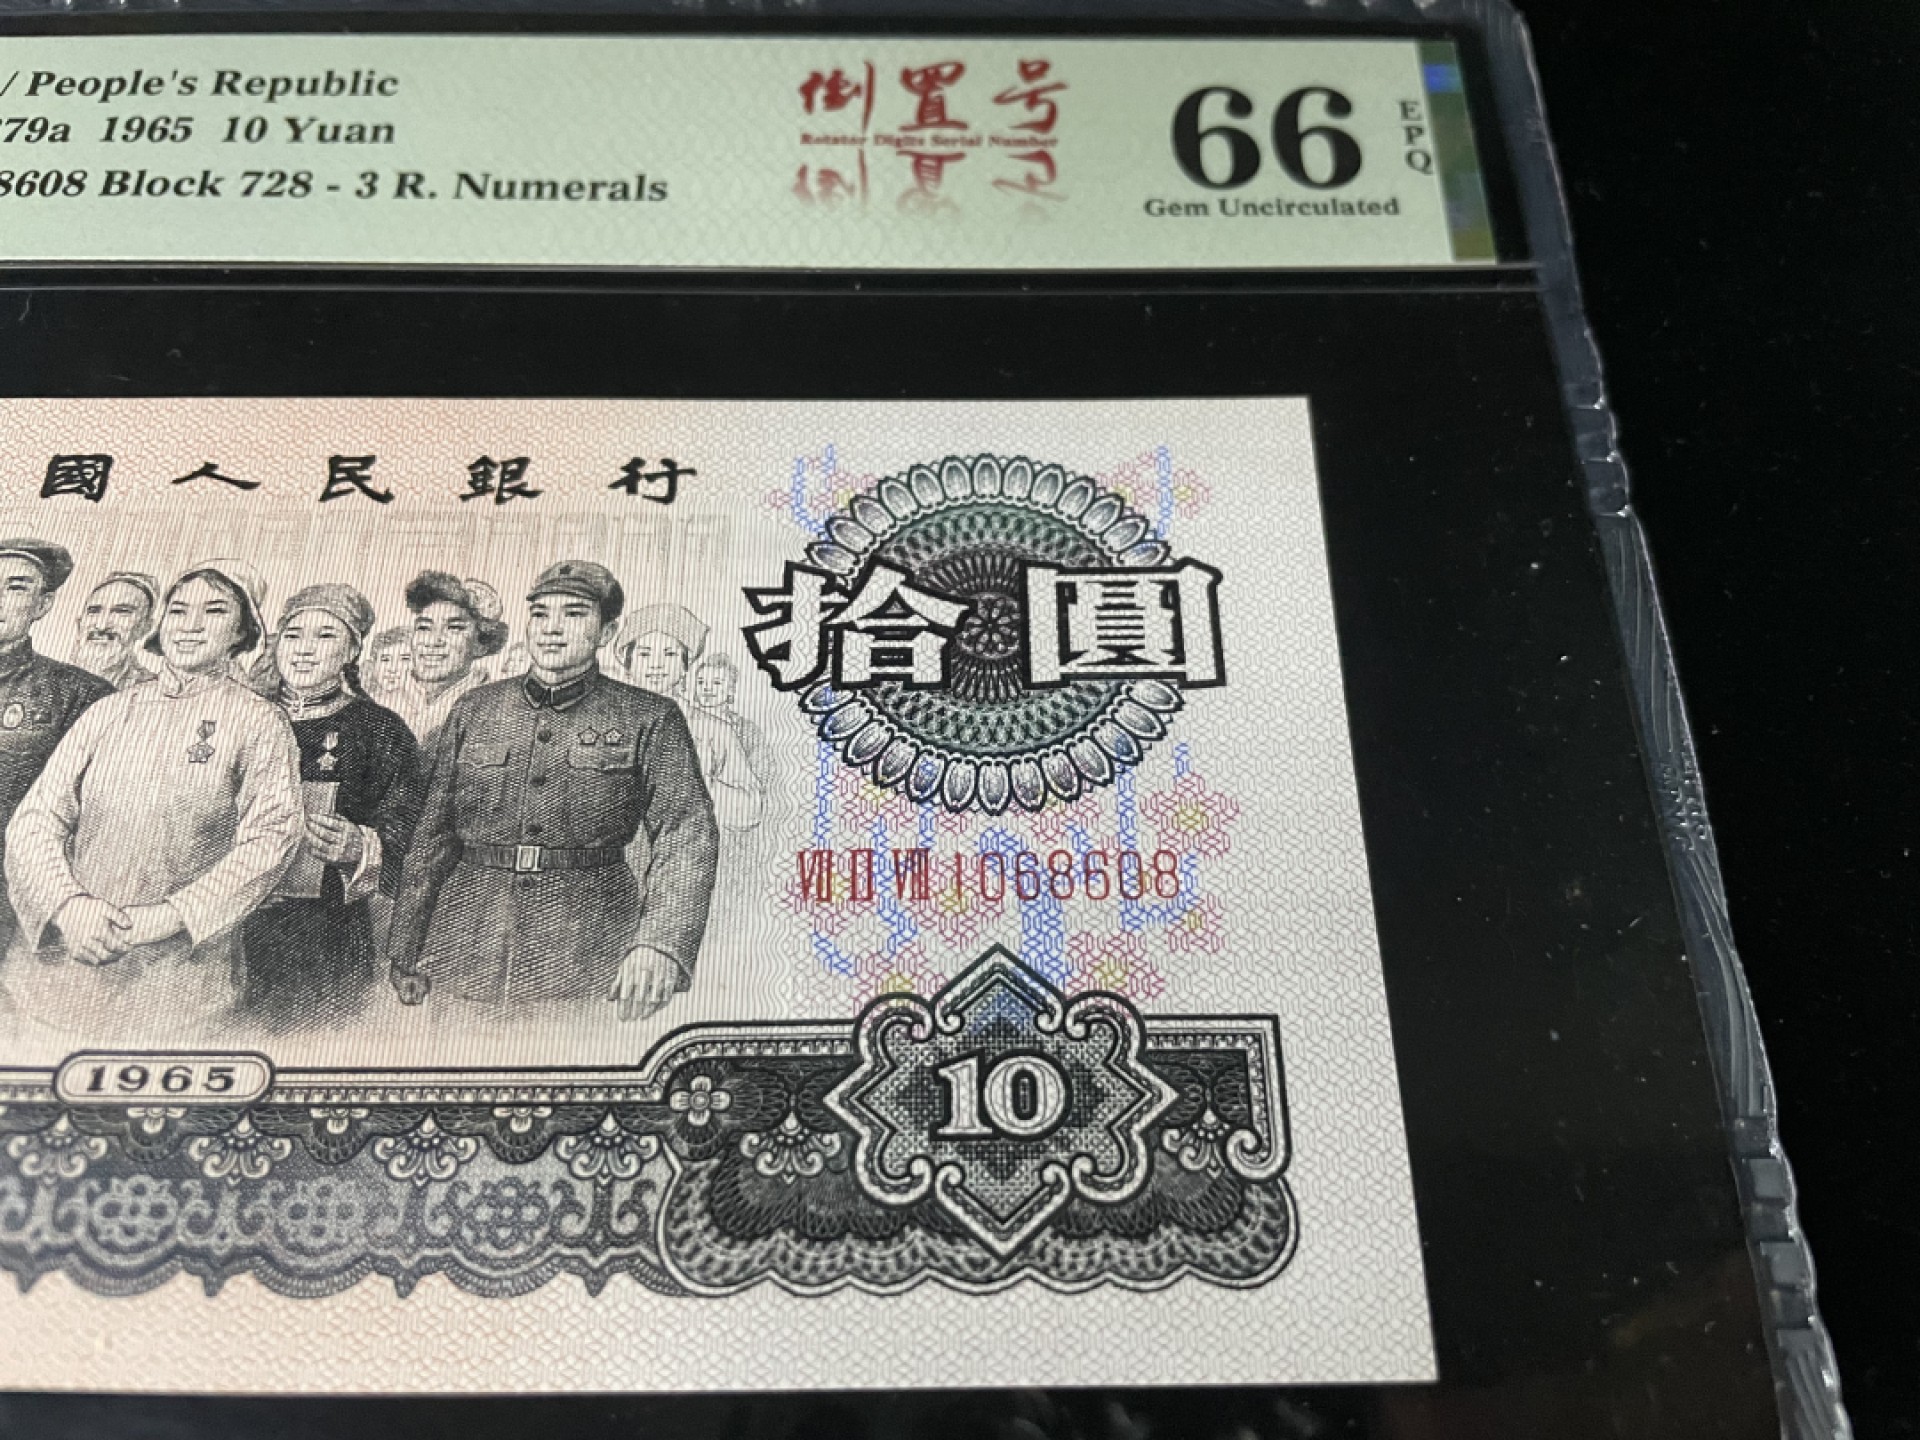 / People's Republic
79a 1965 10 Yuan
8608 Block 728 - 3 R. Numerals
倒置号
Rotator Digits Serial Number
66
EPQ
Gem Uncirculated
國人民銀行
拾圓
VII II VIII 1068608
1965
10